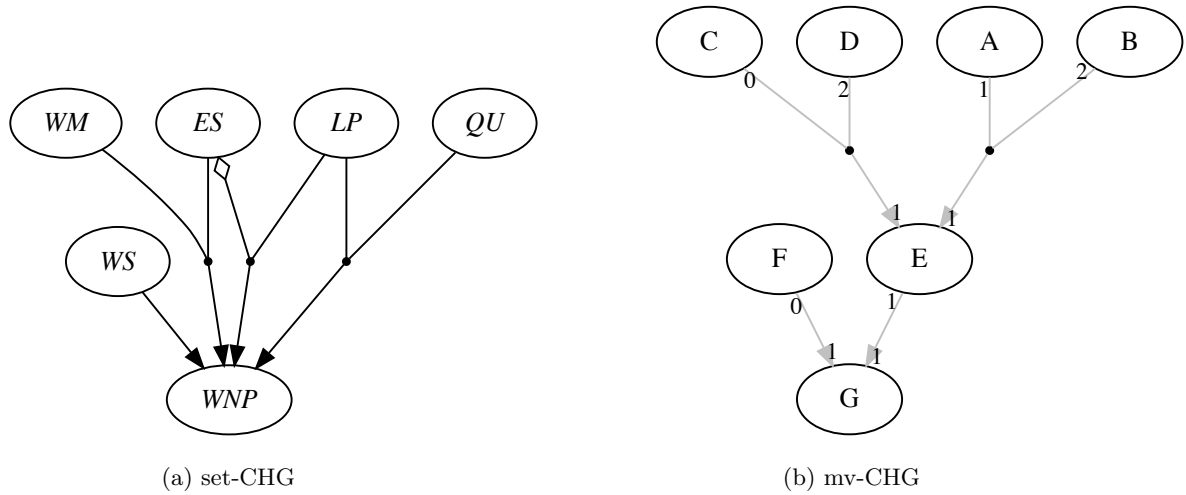 WM ES LP QU
WS
WNP
(a) set-CHG
C D A B
0 2 1 2
1 1
F E
0 1
1 1
G
(b) mv-CHG